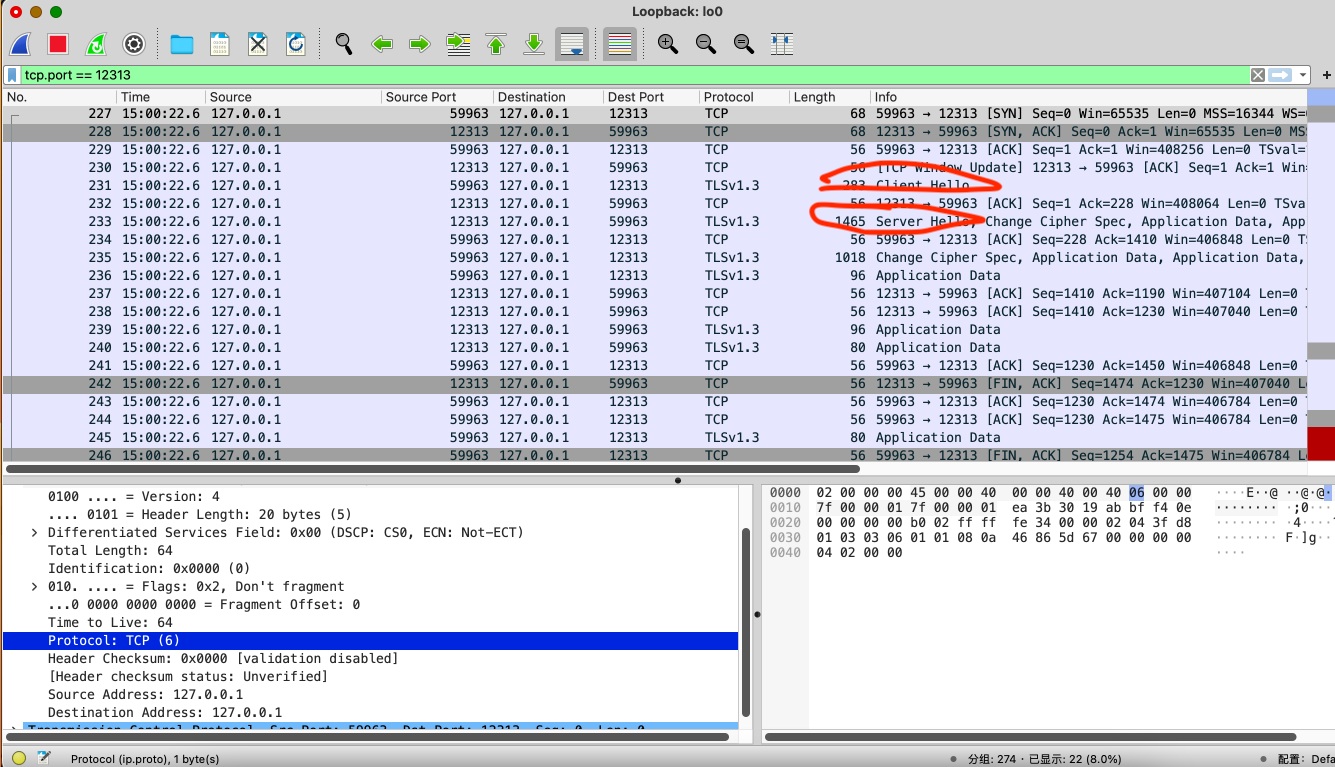 Loopback: lo0
tcp.port == 12313
No. Time Source Source Port Destination Dest Port Protocol Length Info
227 15:00:22.6 127.0.0.1 59963 127.0.0.1 12313 TCP 68 59963 → 12313 [SYN] Seq=0 Win=65535 Len=0 MSS=16344 WS=
228 15:00:22.6 127.0.0.1 12313 127.0.0.1 59963 TCP 68 12313 → 59963 [SYN, ACK] Seq=0 Ack=1 Win=65535 Len=0 MS
229 15:00:22.6 127.0.0.1 59963 127.0.0.1 12313 TCP 56 59963 → 12313 [ACK] Seq=1 Ack=1 Win=408256 Len=0 TSval=
230 15:00:22.6 127.0.0.1 12313 127.0.0.1 59963 TCP 56 [TCP Window Update] 12313 → 59963 [ACK] Seq=1 Ack=1 Win=
231 15:00:22.6 127.0.0.1 59963 127.0.0.1 12313 TLSv1.3 283 Client Hello
232 15:00:22.6 127.0.0.1 12313 127.0.0.1 59963 TCP 56 12313 → 59963 [ACK] Seq=1 Ack=228 Win=408064 Len=0 TSva
233 15:00:22.6 127.0.0.1 12313 127.0.0.1 59963 TLSv1.3 1465 Server Hello, Change Cipher Spec, Application Data, App
234 15:00:22.6 127.0.0.1 59963 127.0.0.1 12313 TCP 56 59963 → 12313 [ACK] Seq=228 Ack=1410 Win=406848 Len=0 T
235 15:00:22.6 127.0.0.1 59963 127.0.0.1 12313 TLSv1.3 1018 Change Cipher Spec, Application Data, Application Data,
236 15:00:22.6 127.0.0.1 59963 127.0.0.1 12313 TLSv1.3 96 Application Data
237 15:00:22.6 127.0.0.1 12313 127.0.0.1 59963 TCP 56 12313 → 59963 [ACK] Seq=1410 Ack=1190 Win=407104 Len=0
238 15:00:22.6 127.0.0.1 12313 127.0.0.1 59963 TCP 56 12313 → 59963 [ACK] Seq=1410 Ack=1230 Win=407040 Len=0
239 15:00:22.6 127.0.0.1 12313 127.0.0.1 59963 TLSv1.3 96 Application Data
240 15:00:22.6 127.0.0.1 12313 127.0.0.1 59963 TLSv1.3 80 Application Data
241 15:00:22.6 127.0.0.1 59963 127.0.0.1 12313 TCP 56 59963 → 12313 [ACK] Seq=1230 Ack=1450 Win=406848 Len=0
242 15:00:22.6 127.0.0.1 12313 127.0.0.1 59963 TCP 56 12313 → 59963 [FIN, ACK] Seq=1474 Ack=1230 Win=407040 L
243 15:00:22.6 127.0.0.1 59963 127.0.0.1 12313 TCP 56 59963 → 12313 [ACK] Seq=1230 Ack=1474 Win=406784 Len=0
244 15:00:22.6 127.0.0.1 59963 127.0.0.1 12313 TCP 56 59963 → 12313 [ACK] Seq=1230 Ack=1475 Win=406784 Len=0
245 15:00:22.6 127.0.0.1 59963 127.0.0.1 12313 TLSv1.3 80 Application Data
246 15:00:22.6 127.0.0.1 59963 127.0.0.1 12313 TCP 56 59963 → 12313 [FIN, ACK] Seq=1254 Ack=1475 Win=406784 L
0100 .... = Version: 4
.... 0101 = Header Length: 20 bytes (5)
Differentiated Services Field: 0x00 (DSCP: CS0, ECN: Not-ECT)
Total Length: 64
Identification: 0x0000 (0)
010. .... = Flags: 0x2, Don't fragment
...0 0000 0000 0000 = Fragment Offset: 0
Time to Live: 64
Protocol: TCP (6)
Header Checksum: 0x0000 [validation disabled]
[Header checksum status: Unverified]
Source Address: 127.0.0.1
Destination Address: 127.0.0.1
Transmission Control Protocol, Src Port: 59963, Dst Port: 12313, Seq: 0, Len: 0
0000 02 00 00 00 45 00 00 40 00 00 40 00 40 06 00 00 ····E··@ ··@·@···
0010 7f 00 00 01 7f 00 00 01 ea 3b 30 19 ab bf f4 0e ········ ·;0·····
0020 00 00 00 00 b0 02 ff ff fe 34 00 00 02 04 3f d8 ········ ·4····
0030 01 03 03 06 01 01 08 0a 46 86 5d 67 00 00 00 00 ········ F·]g····
0040 04 02 00 00 ····
Protocol (ip.proto), 1 byte(s)
分组: 274 · 已显示: 22 (8.0%)
配置: Defa